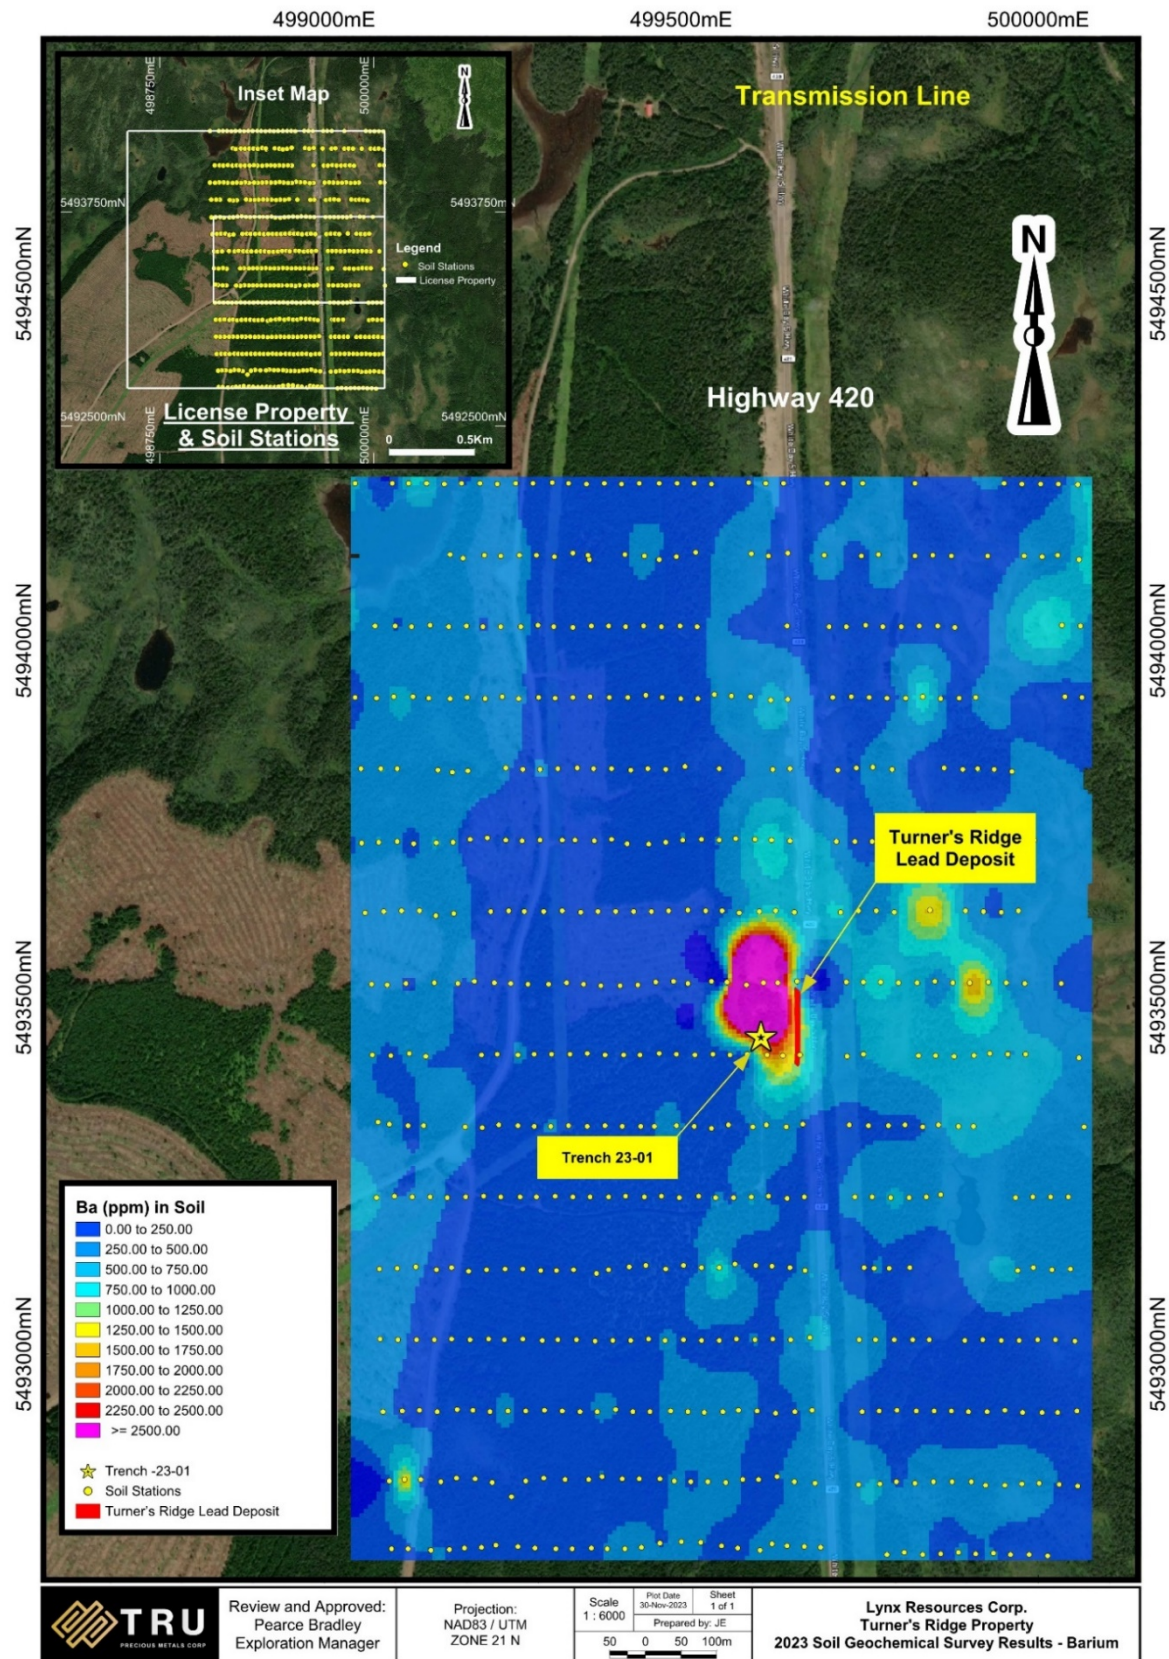 499000mE
499500mE
500000mE
498750mE
500000mE
Inset Map
N
5493750mN
5493750mN
Legend
Soil Stations
License Property
5492500mN
5492500mN
License Property
& Soil Stations
498750mE
500000mE
0
0.5Km
Transmission Line
N
Highway 420
5494500mN
5494500mN
5494000mN
5494000mN
5493500mN
5493500mN
5493000mN
5493000mN
Turner's Ridge
Lead Deposit
Trench 23-01
Ba (ppm) in Soil
0.00 to 250.00
250.00 to 500.00
500.00 to 750.00
750.00 to 1000.00
1000.00 to 1250.00
1250.00 to 1500.00
1500.00 to 1750.00
1750.00 to 2000.00
2000.00 to 2250.00
2250.00 to 2500.00
>= 2500.00
Trench -23-01
Soil Stations
Turner's Ridge Lead Deposit
TRU
PRECIOUS METALS CORP
Review and Approved:
Pearce Bradley
Exploration Manager
Projection:
NAD83 / UTM
ZONE 21 N
Scale
1 : 6000
Plot Date
30-Nov-2023
Sheet
1 of 1
Prepared by: JE
50 0 50 100m
Lynx Resources Corp.
Turner's Ridge Property
2023 Soil Geochemical Survey Results - Barium